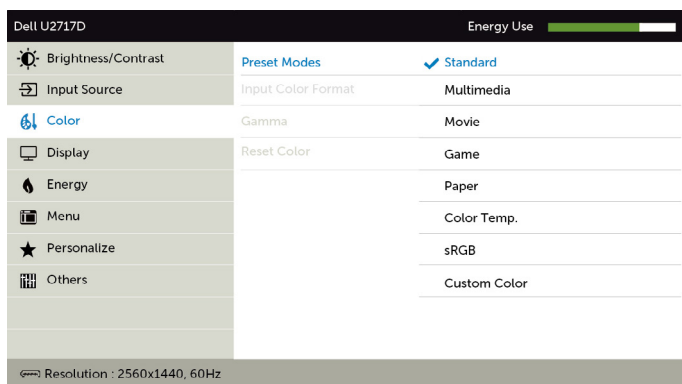 Dell U2717D
Energy Use
Brightness/Contrast
Input Source
Color
Display
Energy
Menu
Personalize
Others
Preset Modes
Input Color Format
Gamma
Reset Color
Standard
Multimedia
Movie
Game
Paper
Color Temp.
sRGB
Custom Color
Resolution : 2560x1440, 60Hz